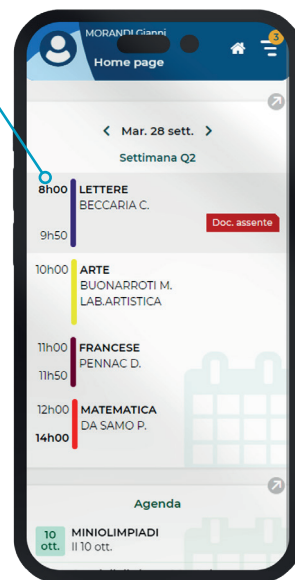 MORANDI Gianni
3
Home page
Mar. 28 sett.
Settimana Q2
8h00 LETTERE
BECCARIA C.
Doc. assente
9h50
10h00 ARTE
BUONARROTI M.
LAB.ARTISTICA
11h00 FRANCESE
PENNAC D.
11h50
12h00 MATEMATICA
DA SAMO P.
14h00
Agenda
10 MINIOLIMPIADI
ott. Il 10 ott.